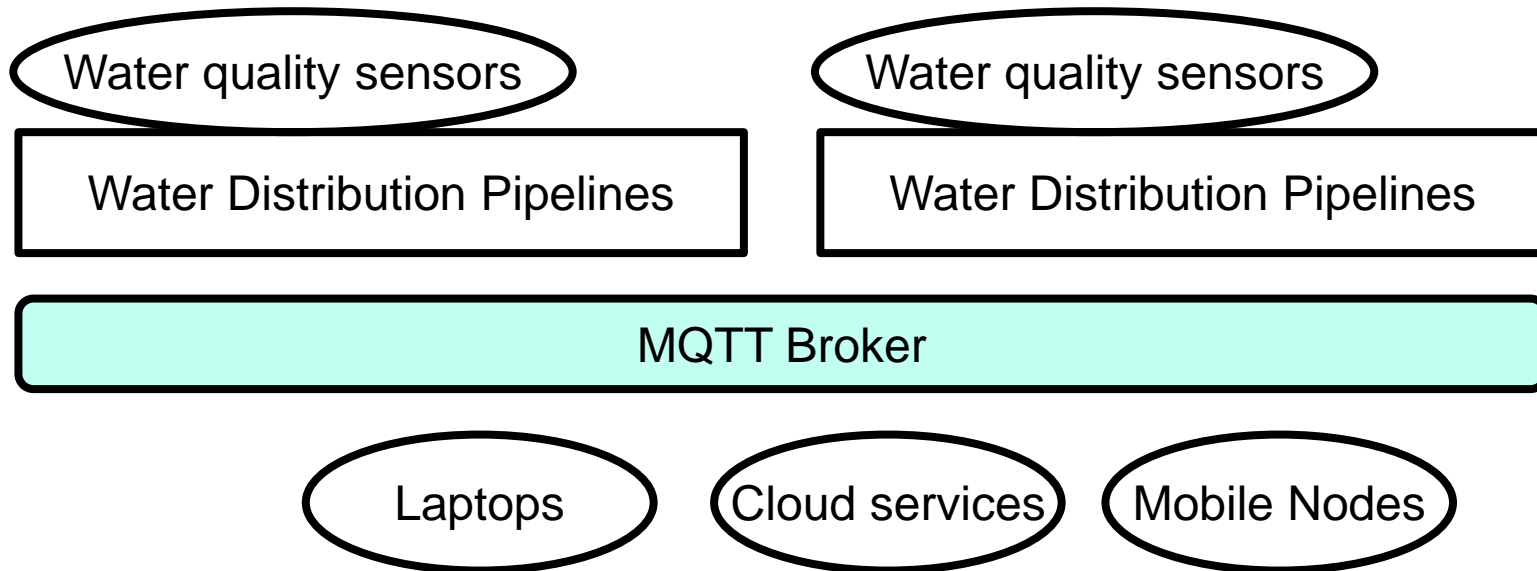 Water quality sensors
Water quality sensors
Water Distribution Pipelines
Water Distribution Pipelines
MQTT Broker
Laptops
Cloud services
Mobile Nodes